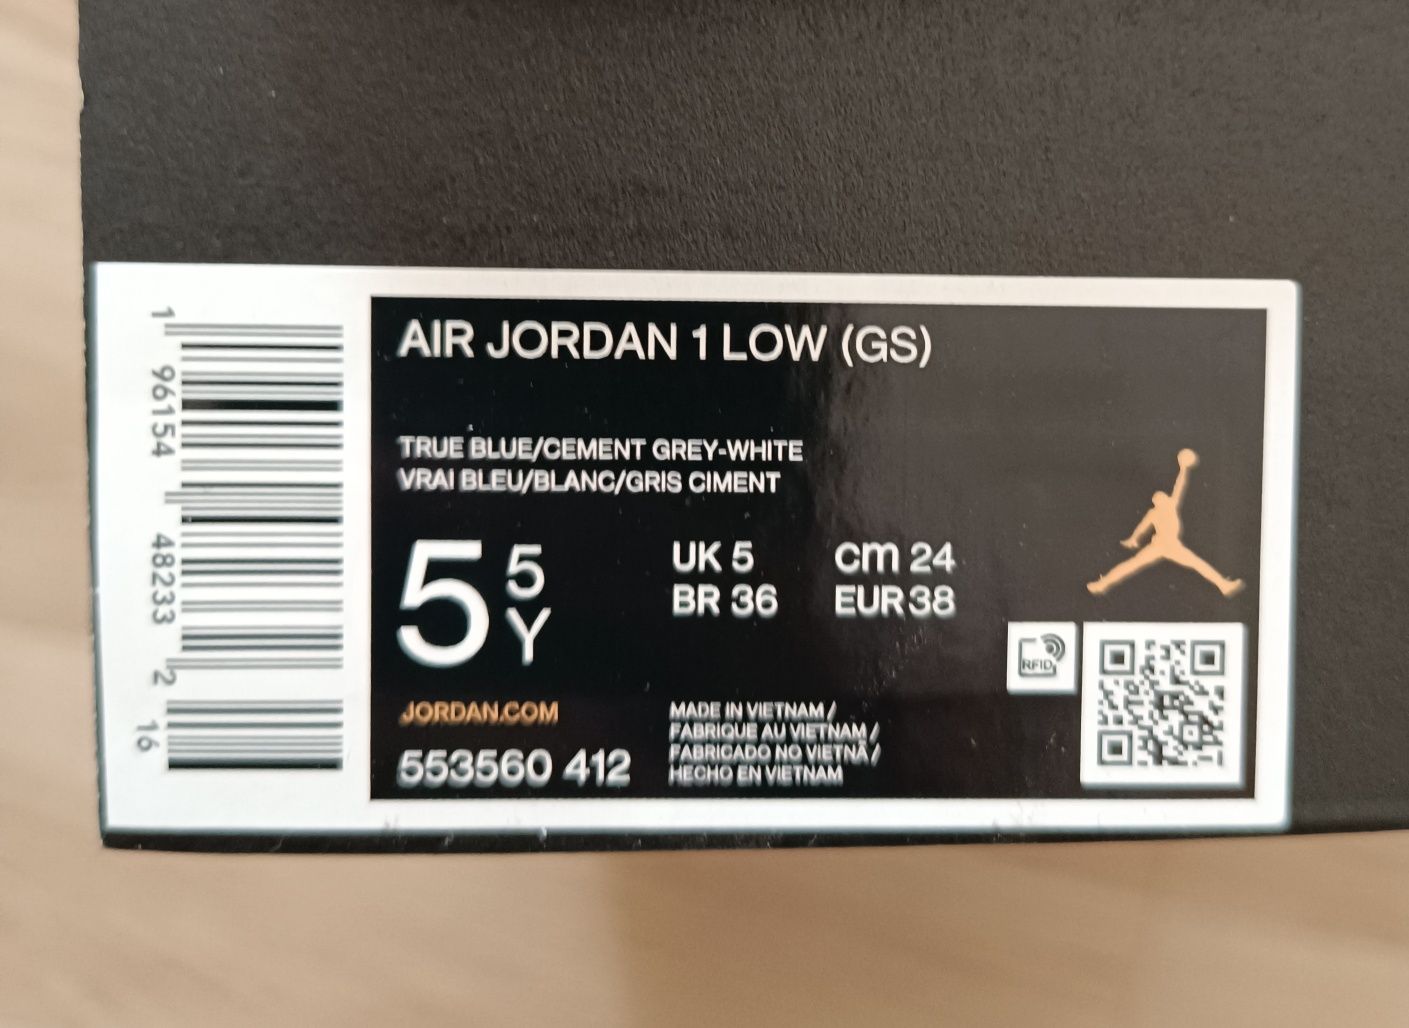 AIR JORDAN 1 LOW (GS)
TRUE BLUE/CEMENT GREY-WHITE
VRAI BLEU/BLANC/GRIS CIMENT
5 5 Y
UK 5 cm 24
BR 36 EUR 38
RFID
JORDAN.COM
553560 412
MADE IN VIETNAM /
FABRIQUE AU VIETNAM /
FABRICADO NO VIETNÃ /
HECHO EN VIETNAM
1 96154 48233 2 16